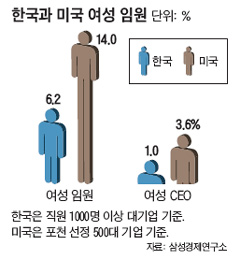 한국과 미국 여성 임원 단위: %
14.0
한국
미국
6.2
3.6%
1.0
여성 임원
여성 CEO
한국은 직원 1000명 이상 대기업 기준.
미국은 포천 선정 500대 기업 기준.
자료: 삼성경제연구소